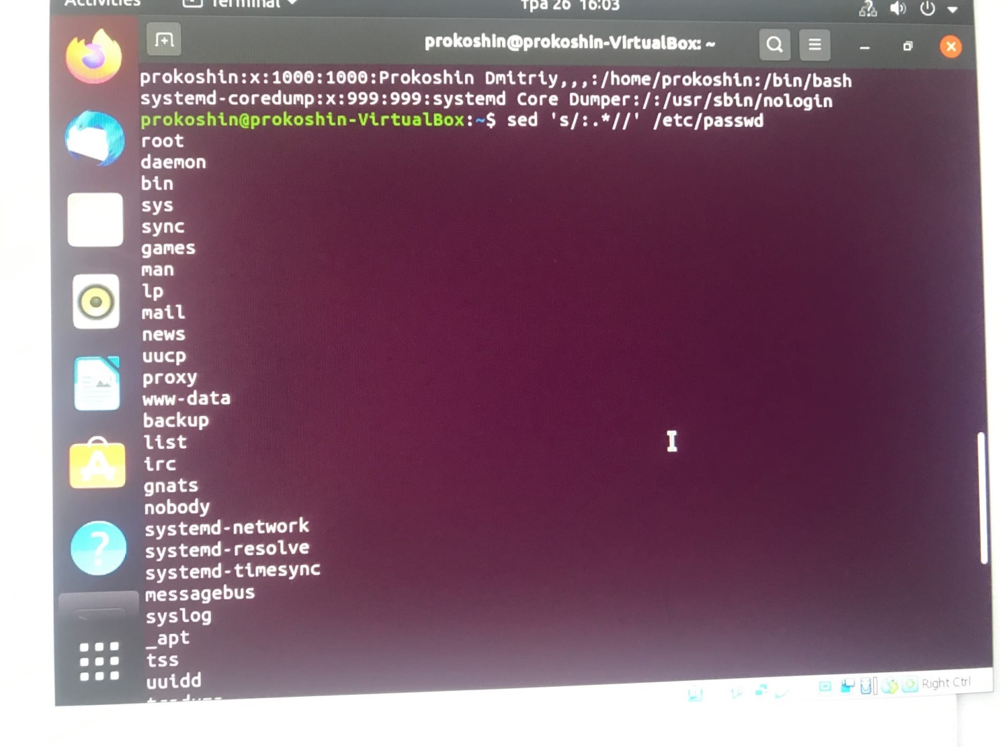 Activities
Terminal
тра 26 16:03
prokoshin@prokoshin-VirtualBox: ~
prokoshin:x:1000:1000:Prokoshin Dmitriy,,,:/home/prokoshin:/bin/bash
systemd-coredump:x:999:999:systemd Core Dumper:/:/usr/sbin/nologin
prokoshin@prokoshin-VirtualBox:~$ sed 's/:.*//' /etc/passwd
root
daemon
bin
sys
sync
games
man
lp
mail
news
uucp
proxy
www-data
backup
list
irc
gnats
nobody
systemd-network
systemd-resolve
systemd-timesync
messagebus
syslog
_apt
tss
uuidd
Right Ctrl